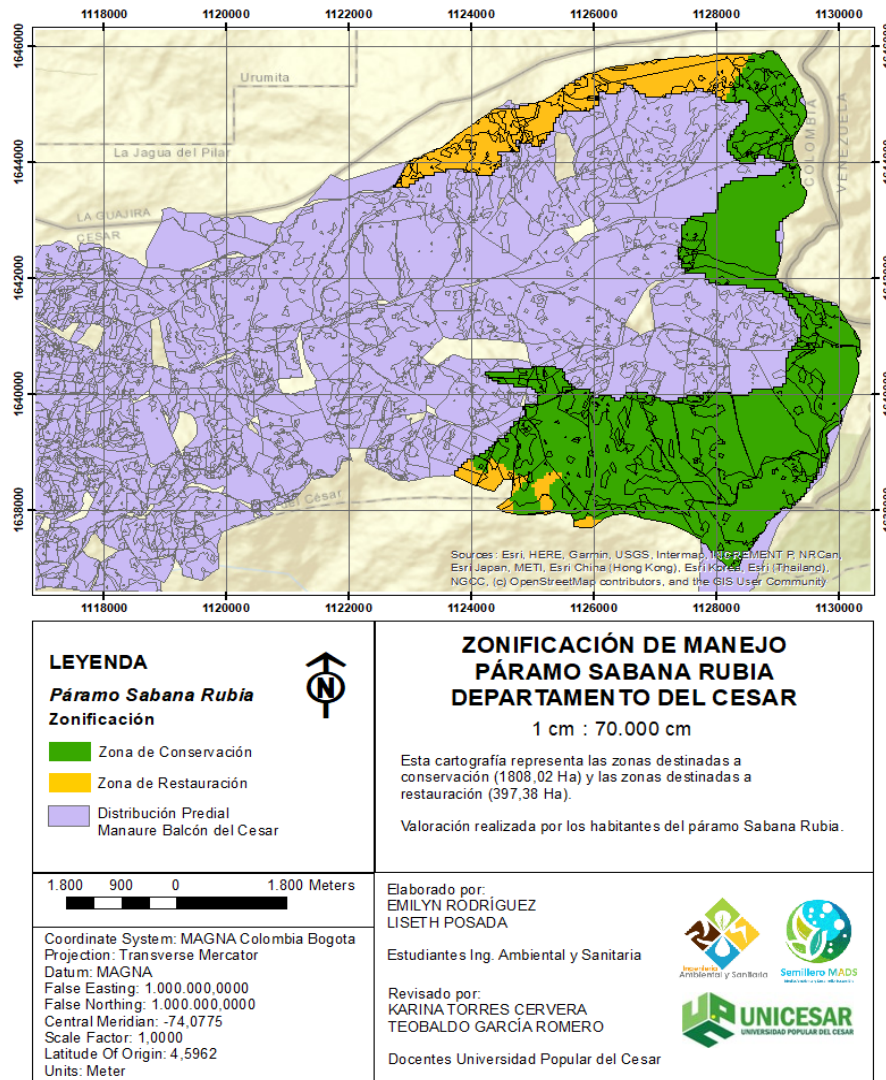 1118000 1120000 1122000 1124000 1126000 1128000 1130000
1646000
1646000
Urumita
COLOMBIA
VENEZUELA
La Jagua del Pilar
1644000
1644000
LA GUAJIRA
CESAR
1642000
1642000
1640000
1640000
del César
1638000
1638000
Sources: Esri, HERE, Garmin, USGS, Intermap, INCREMENT P, NRCan,
Esri Japan, METI, Esri China (Hong Kong), Esri Korea, Esri (Thailand),
NGCC, (c) OpenStreetMap contributors, and the GIS User Community
1118000 1120000 1122000 1124000 1126000 1128000 1130000
LEYENDA
N
Páramo Sabana Rubia
Zonificación
Zona de Conservación
Zona de Restauración
Distribución Predial
Manaure Balcón del Cesar
ZONIFICACIÓN DE MANEJO
PÁRAMO SABANA RUBIA
DEPARTAMENTO DEL CESAR
1 cm : 70.000 cm
Esta cartografía representa las zonas destinadas a
conservación (1808,02 Ha) y las zonas destinadas a
restauración (397,38 Ha).
Valoración realizada por los habitantes del páramo Sabana Rubia.
1.800 900 0 1.800 Meters
Coordinate System: MAGNA Colombia Bogota
Projection: Transverse Mercator
Datum: MAGNA
False Easting: 1.000.000,0000
False Northing: 1.000.000,0000
Central Meridian: -74,0775
Scale Factor: 1,0000
Latitude Of Origin: 4,5962
Units: Meter
Elaborado por:
EMILYN RODRÍGUEZ
LISETH POSADA
Estudiantes Ing. Ambiental y Sanitaria
Revisado por:
KARINA TORRES CERVERA
TEOBALDO GARCÍA ROMERO
Docentes Universidad Popular del Cesar
Ingeniería
Ambiental y Sanitaria
Semillero MADS
UNICESAR
UNIVERSIDAD POPULAR DEL CESAR